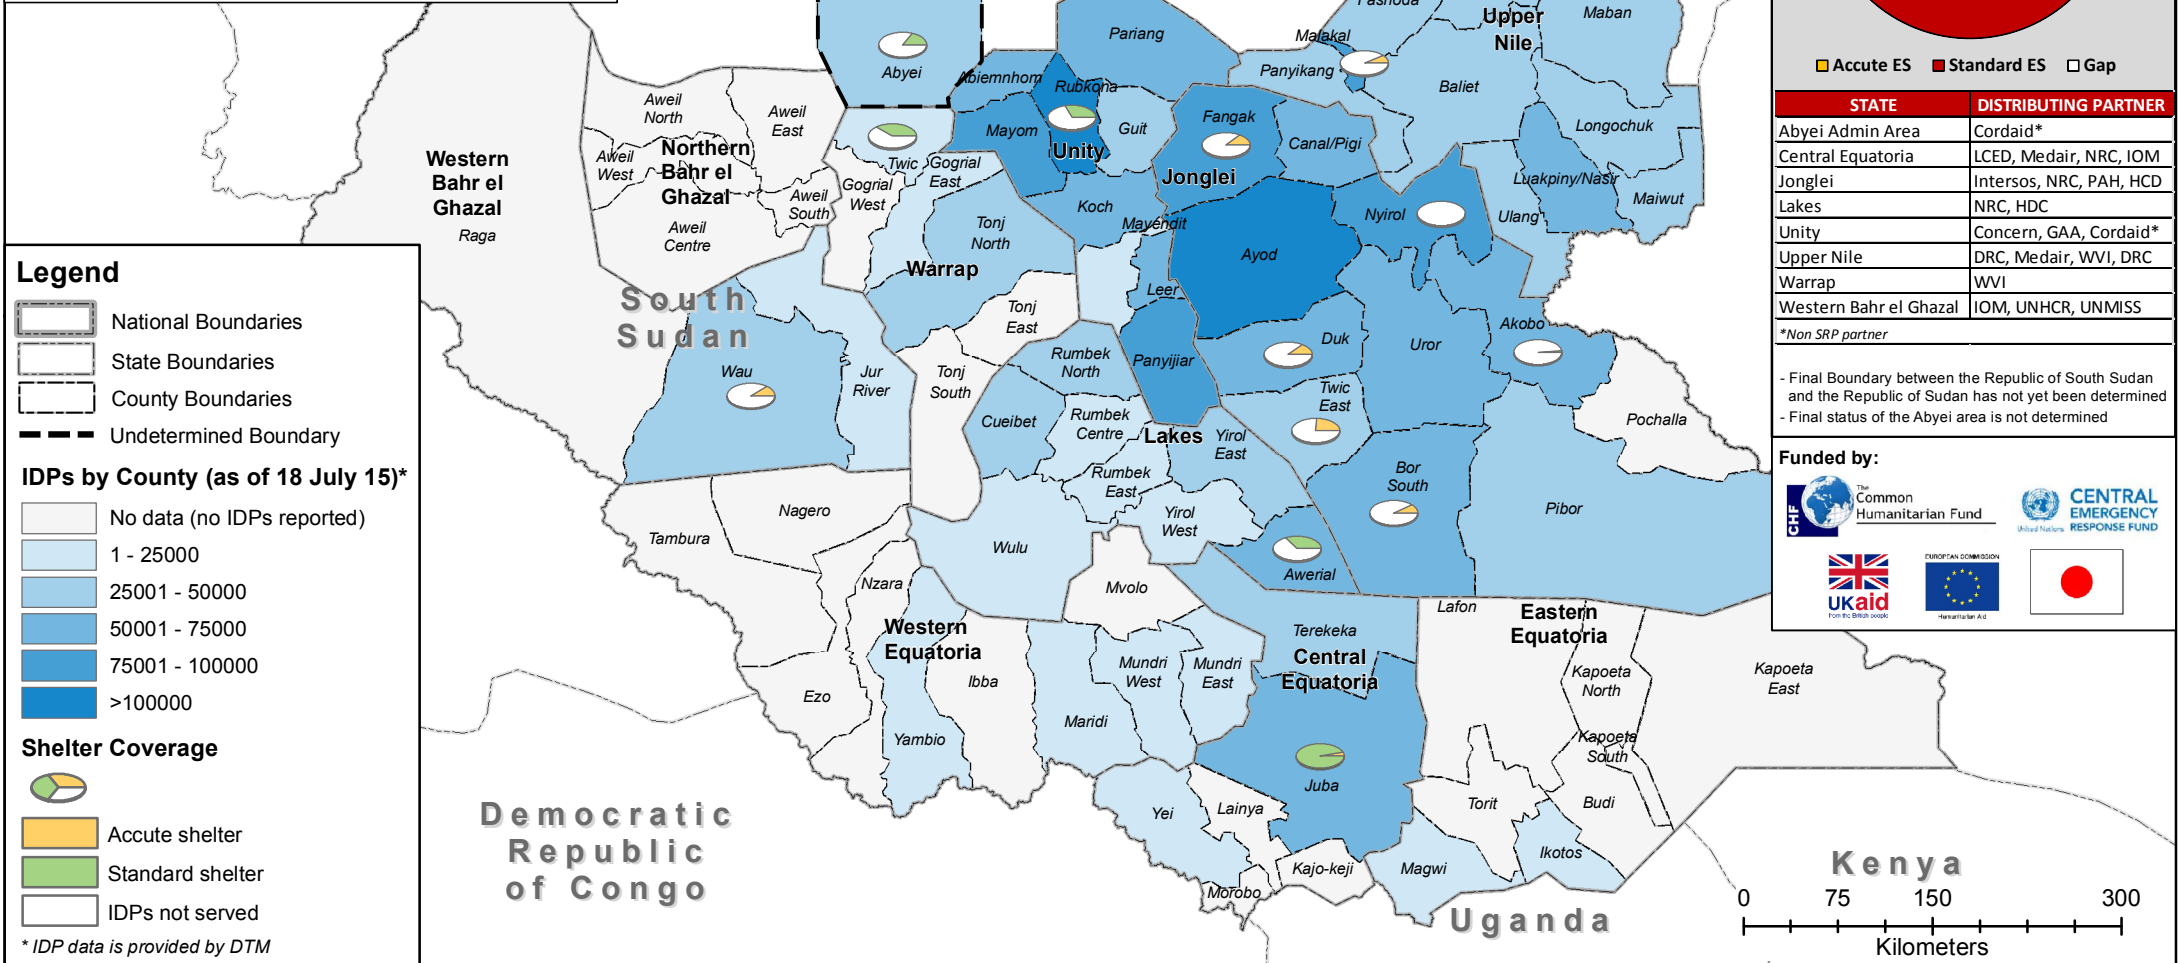 Fashoda
Upper
Nile
Maban
Pariang
Malakal
Abyei
Abiemnhom
Rubkona
Panyikang
Baliet
Aweil
North
Aweil
East
Mayom
Guit
Fangak
Canal/Pigi
Longochuk
Western
Bahr el
Ghazal
Raga
Aweil
West
Northern
Bahr el
Ghazal
Twic
Gogrial
East
Unity
Jonglei
Luakpiny/Nasir
Maiwut
Gogrial
West
Aweil
South
Aweil
Centre
Koch
Mayendit
Nyirol
Ulang
Tonj
North
Warrap
Ayod
Leer
South
Sudan
Tonj
East
Akobo
Duk
Uror
Rumbek
North
Panyijiar
Wau
Jur
River
Tonj
South
Twic
East
Pochalla
Cueibet
Rumbek
Centre
Lakes
Yirol
East
Rumbek
East
Bor
South
Pibor
Yirol
West
Nagero
Tambura
Wulu
Awerial
Nzara
Mvolo
Lafon
Eastern
Equatoria
Western
Equatoria
Terekeka
Central
Equatoria
Ibba
Mundri
West
Mundri
East
Kapoeta
North
Kapoeta
East
Ezo
Maridi
Yambio
Kapoeta
South
Juba
Yei
Lainya
Torit
Budi
Democratic
Republic
of Congo
Morobo
Kajo-keji
Magwi
Ikotos
Kenya
Uganda
0 75 150 300
Kilometers
Legend
National Boundaries
State Boundaries
County Boundaries
Undetermined Boundary
IDPs by County (as of 18 July 15)*
No data (no IDPs reported)
1 - 25000
25001 - 50000
50001 - 75000
75001 - 100000
>100000
Shelter Coverage
Accute shelter
Standard shelter
IDPs not served
* IDP data is provided by DTM
Accute ES Standard ES Gap
STATE DISTRIBUTING PARTNER
Abyei Admin Area Cordaid*
Central Equatoria LCED, Medair, NRC, IOM
Jonglei Intersos, NRC, PAH, HCD
Lakes NRC, HDC
Unity Concern, GAA, Cordaid*
Upper Nile DRC, Medair, WVI, DRC
Warrap WVI
Western Bahr el Ghazal IOM, UNHCR, UNMISS
*Non SRP partner
- Final Boundary between the Republic of South Sudan
and the Republic of Sudan has not yet been determined
- Final status of the Abyei area is not determined
Funded by:
CHF
The
Common
Humanitarian Fund
United Nations
CENTRAL
EMERGENCY
RESPONSE FUND
UKaid
from the British people
EUROPEAN COMMISSION
Humanitarian Aid